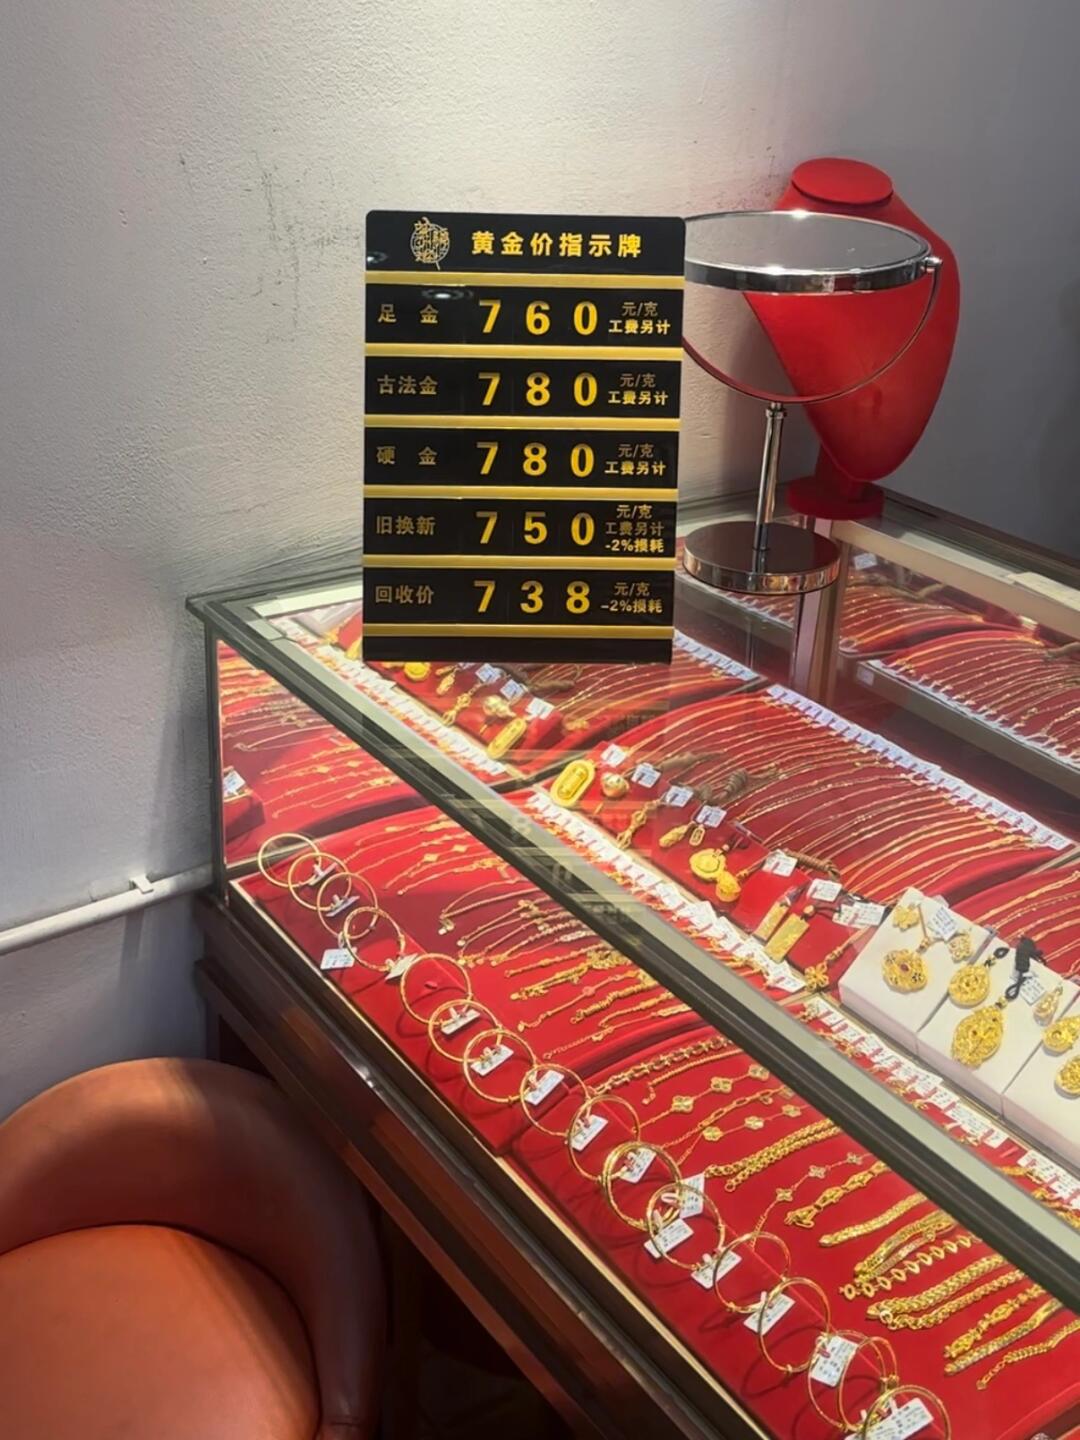 黄金价指示牌
足 金 760 元/克
工费另计
古法金 780 元/克
工费另计
硬 金 780 元/克
工费另计
旧换新 750 元/克
工费另计
-2%损耗
回收价 738 元/克
-2%损耗